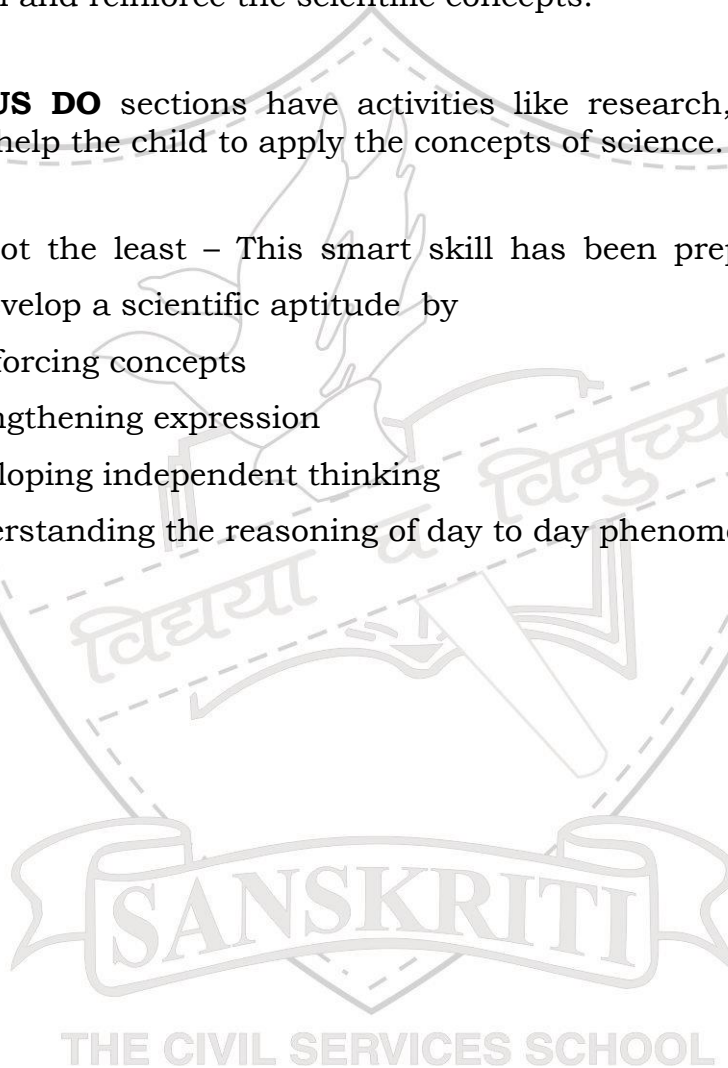 and reinforce the scientific concepts.
US DO sections have activities like research,
help the child to apply the concepts of science.
ot the least – This smart skill has been prep
velop a scientific aptitude by
forcing concepts
ngthening expression
loping independent thinking
erstanding the reasoning of day to day phenome
विद्यया व विमुच्य
SANSKRITI
THE CIVIL SERVICES SCHOOL